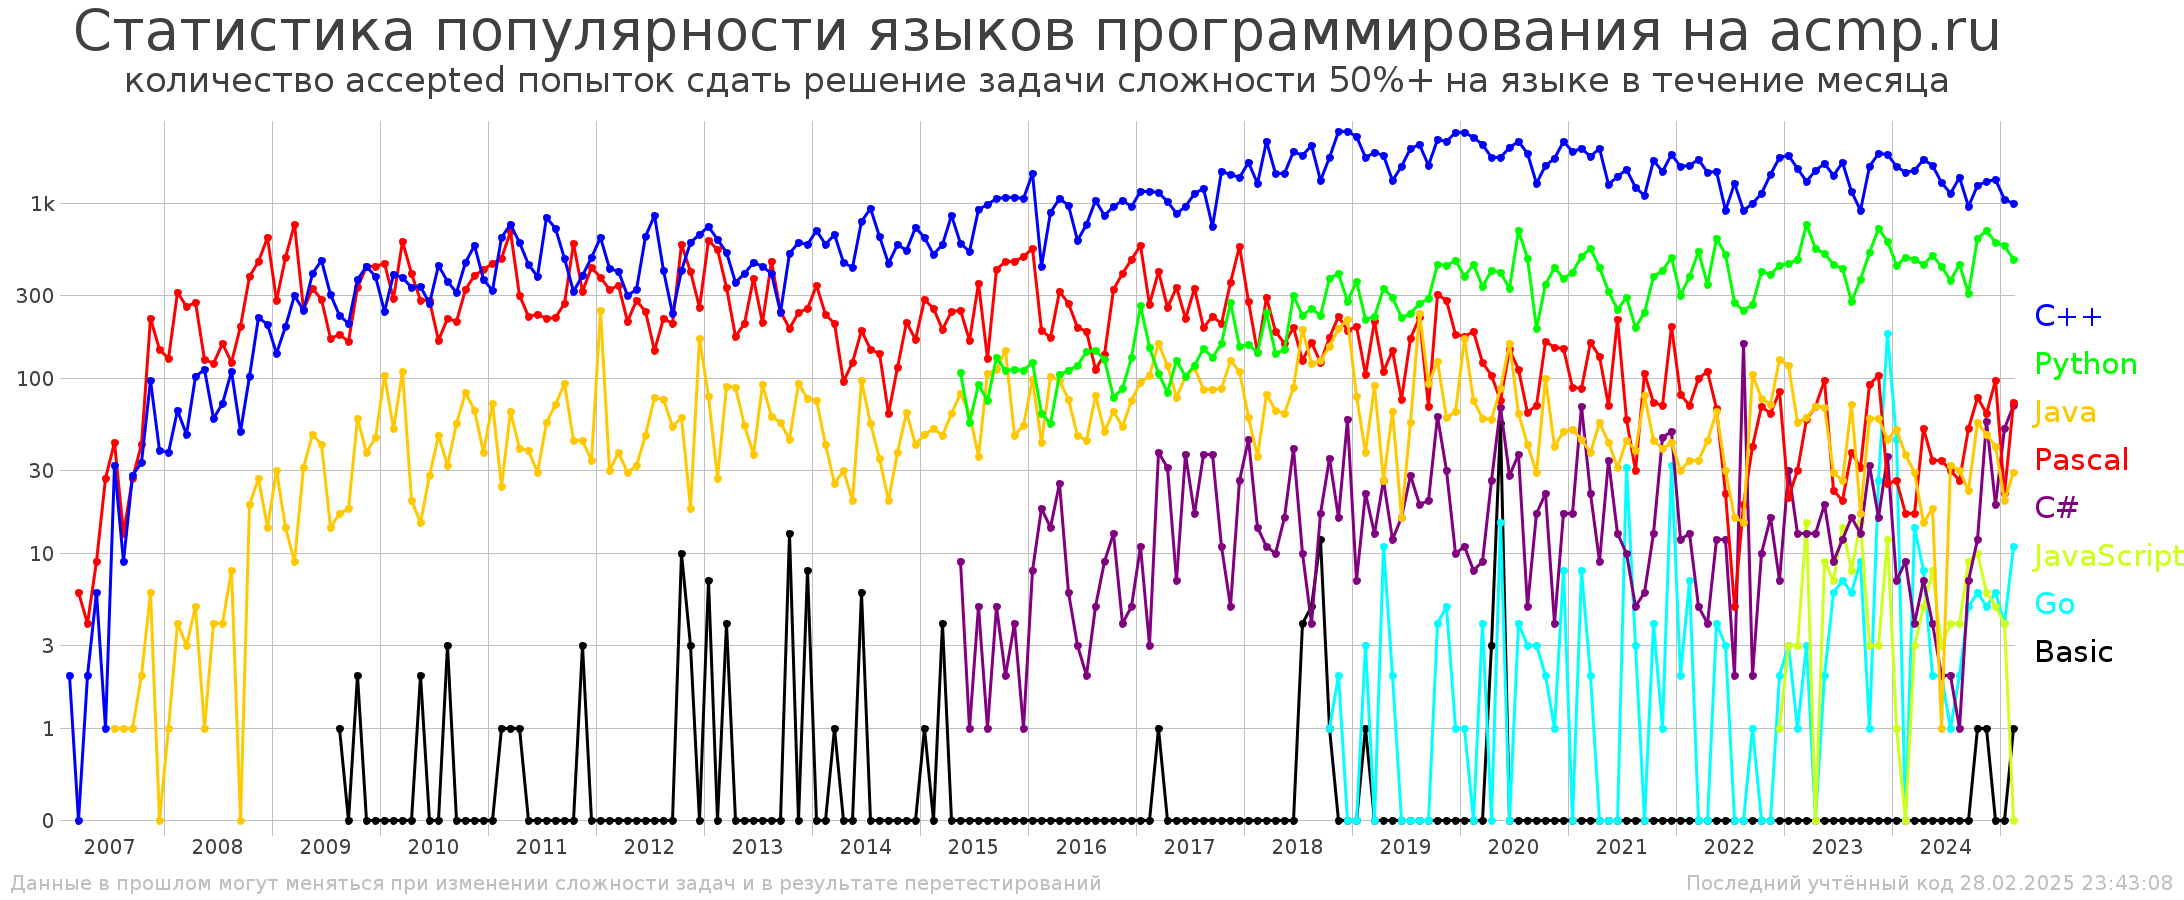 Статистика популярности языков программирования на acmp.ru
количество accepted попыток сдать решение задачи сложности 50%+ на языке в течение месяца
1k
300
100
30
10
3
1
0
C++
Python
Java
Pascal
C#
JavaScript
Go
Basic
2007 2008 2009 2010 2011 2012 2013 2014 2015 2016 2017 2018 2019 2020 2021 2022 2023 2024
Данные в прошлом могут меняться при изменении сложности задач и в результате перетестирований
Последний учтённый код 28.02.2025 23:43:08